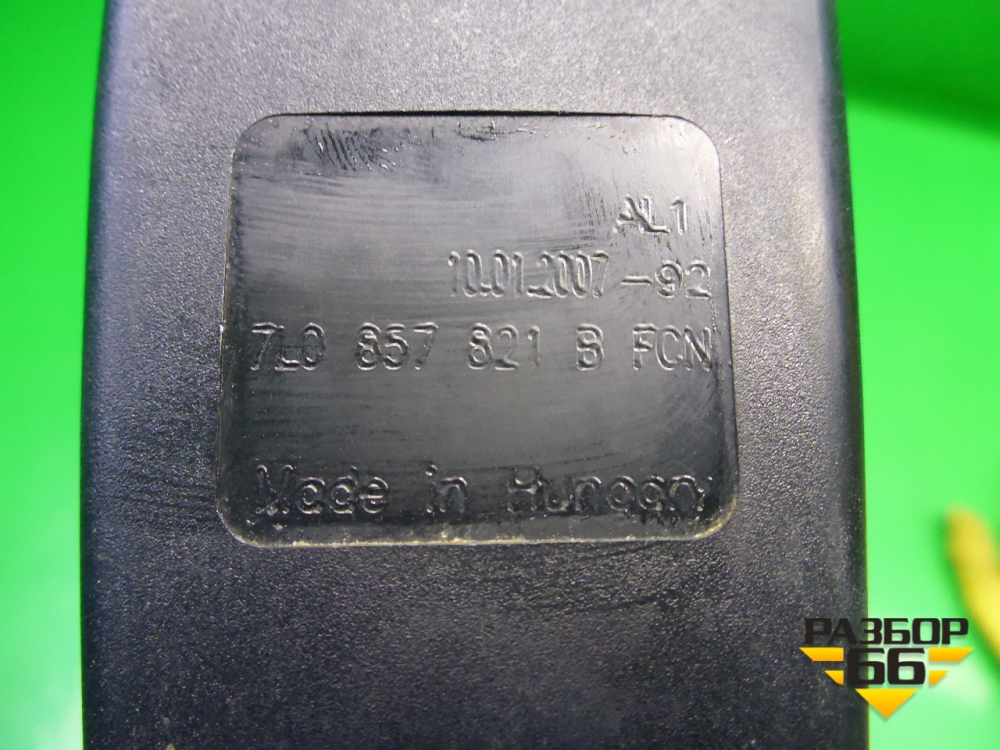 AL1
10.01.2007 -92
7L0 857 821 B FCN
Made in Hungary
РАЗБОР
66